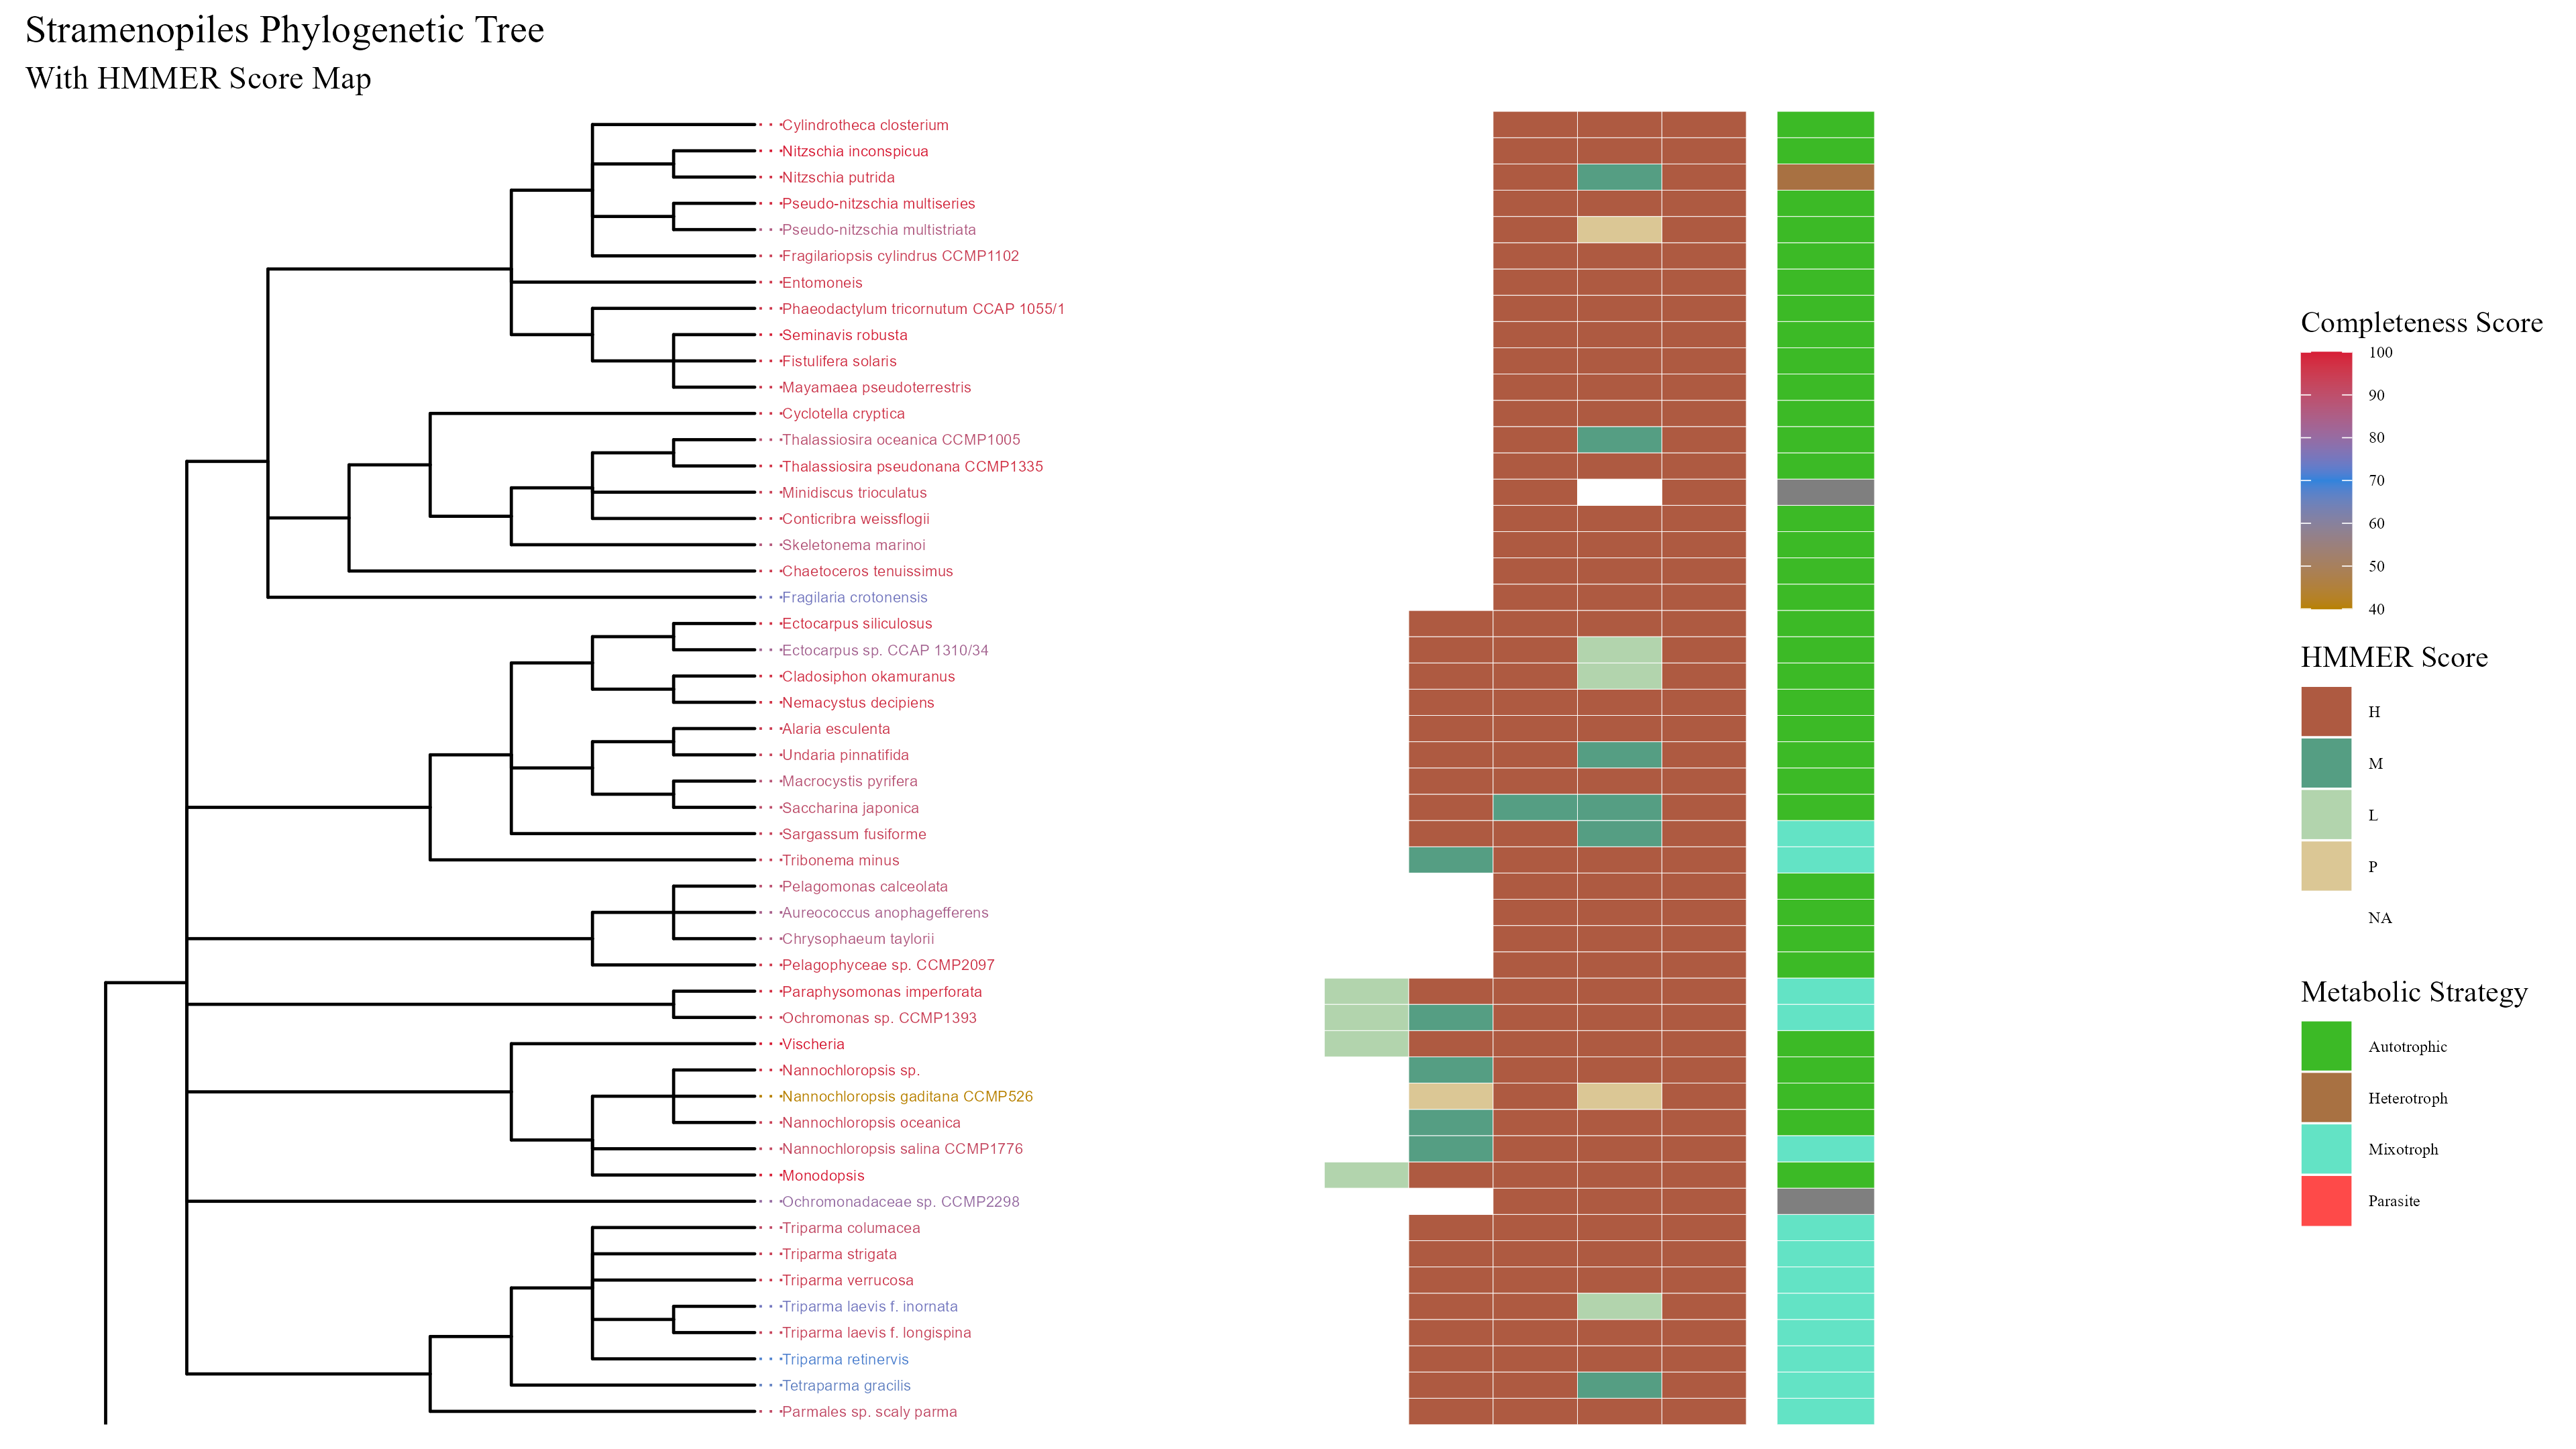 Stramenopiles Phylogenetic Tree
With HMMER Score Map
Cylindrotheca closterium
Nitzschia inconspicua
Nitzschia putrida
Pseudo-nitzschia multiseries
Pseudo-nitzschia multistriata
Fragilariopsis cylindrus CCMP1102
Entomoneis
Phaeodactylum tricornutum CCAP 1055/1
Seminavis robusta
Fistulifera solaris
Mayamaea pseudoterrestris
Cyclotella cryptica
Thalassiosira oceanica CCMP1005
Thalassiosira pseudonana CCMP1335
Minidiscus trioculatus
Conticribra weissflogii
Skeletonema marinoi
Chaetoceros tenuissimus
Fragilaria crotonensis
Ectocarpus siliculosus
Ectocarpus sp. CCAP 1310/34
Cladosiphon okamuranus
Nemacystus decipiens
Alaria esculenta
Undaria pinnatifida
Macrocystis pyrifera
Saccharina japonica
Sargassum fusiforme
Tribonema minus
Pelagomonas calceolata
Aureococcus anophagefferens
Chrysophaeum taylorii
Pelagophyceae sp. CCMP2097
Paraphysomonas imperforata
Ochromonas sp. CCMP1393
Vischeria
Nannochloropsis sp.
Nannochloropsis gaditana CCMP526
Nannochloropsis oceanica
Nannochloropsis salina CCMP1776
Monodopsis
Ochromonadaceae sp. CCMP2298
Triparma columacea
Triparma strigata
Triparma verrucosa
Triparma laevis f. inornata
Triparma laevis f. longispina
Triparma retinervis
Tetraparma gracilis
Parmales sp. scaly parma
Completeness Score
100
90
80
70
60
50
40
HMMER Score
H
M
L
P
NA
Metabolic Strategy
Autotrophic
Heterotroph
Mixotroph
Parasite